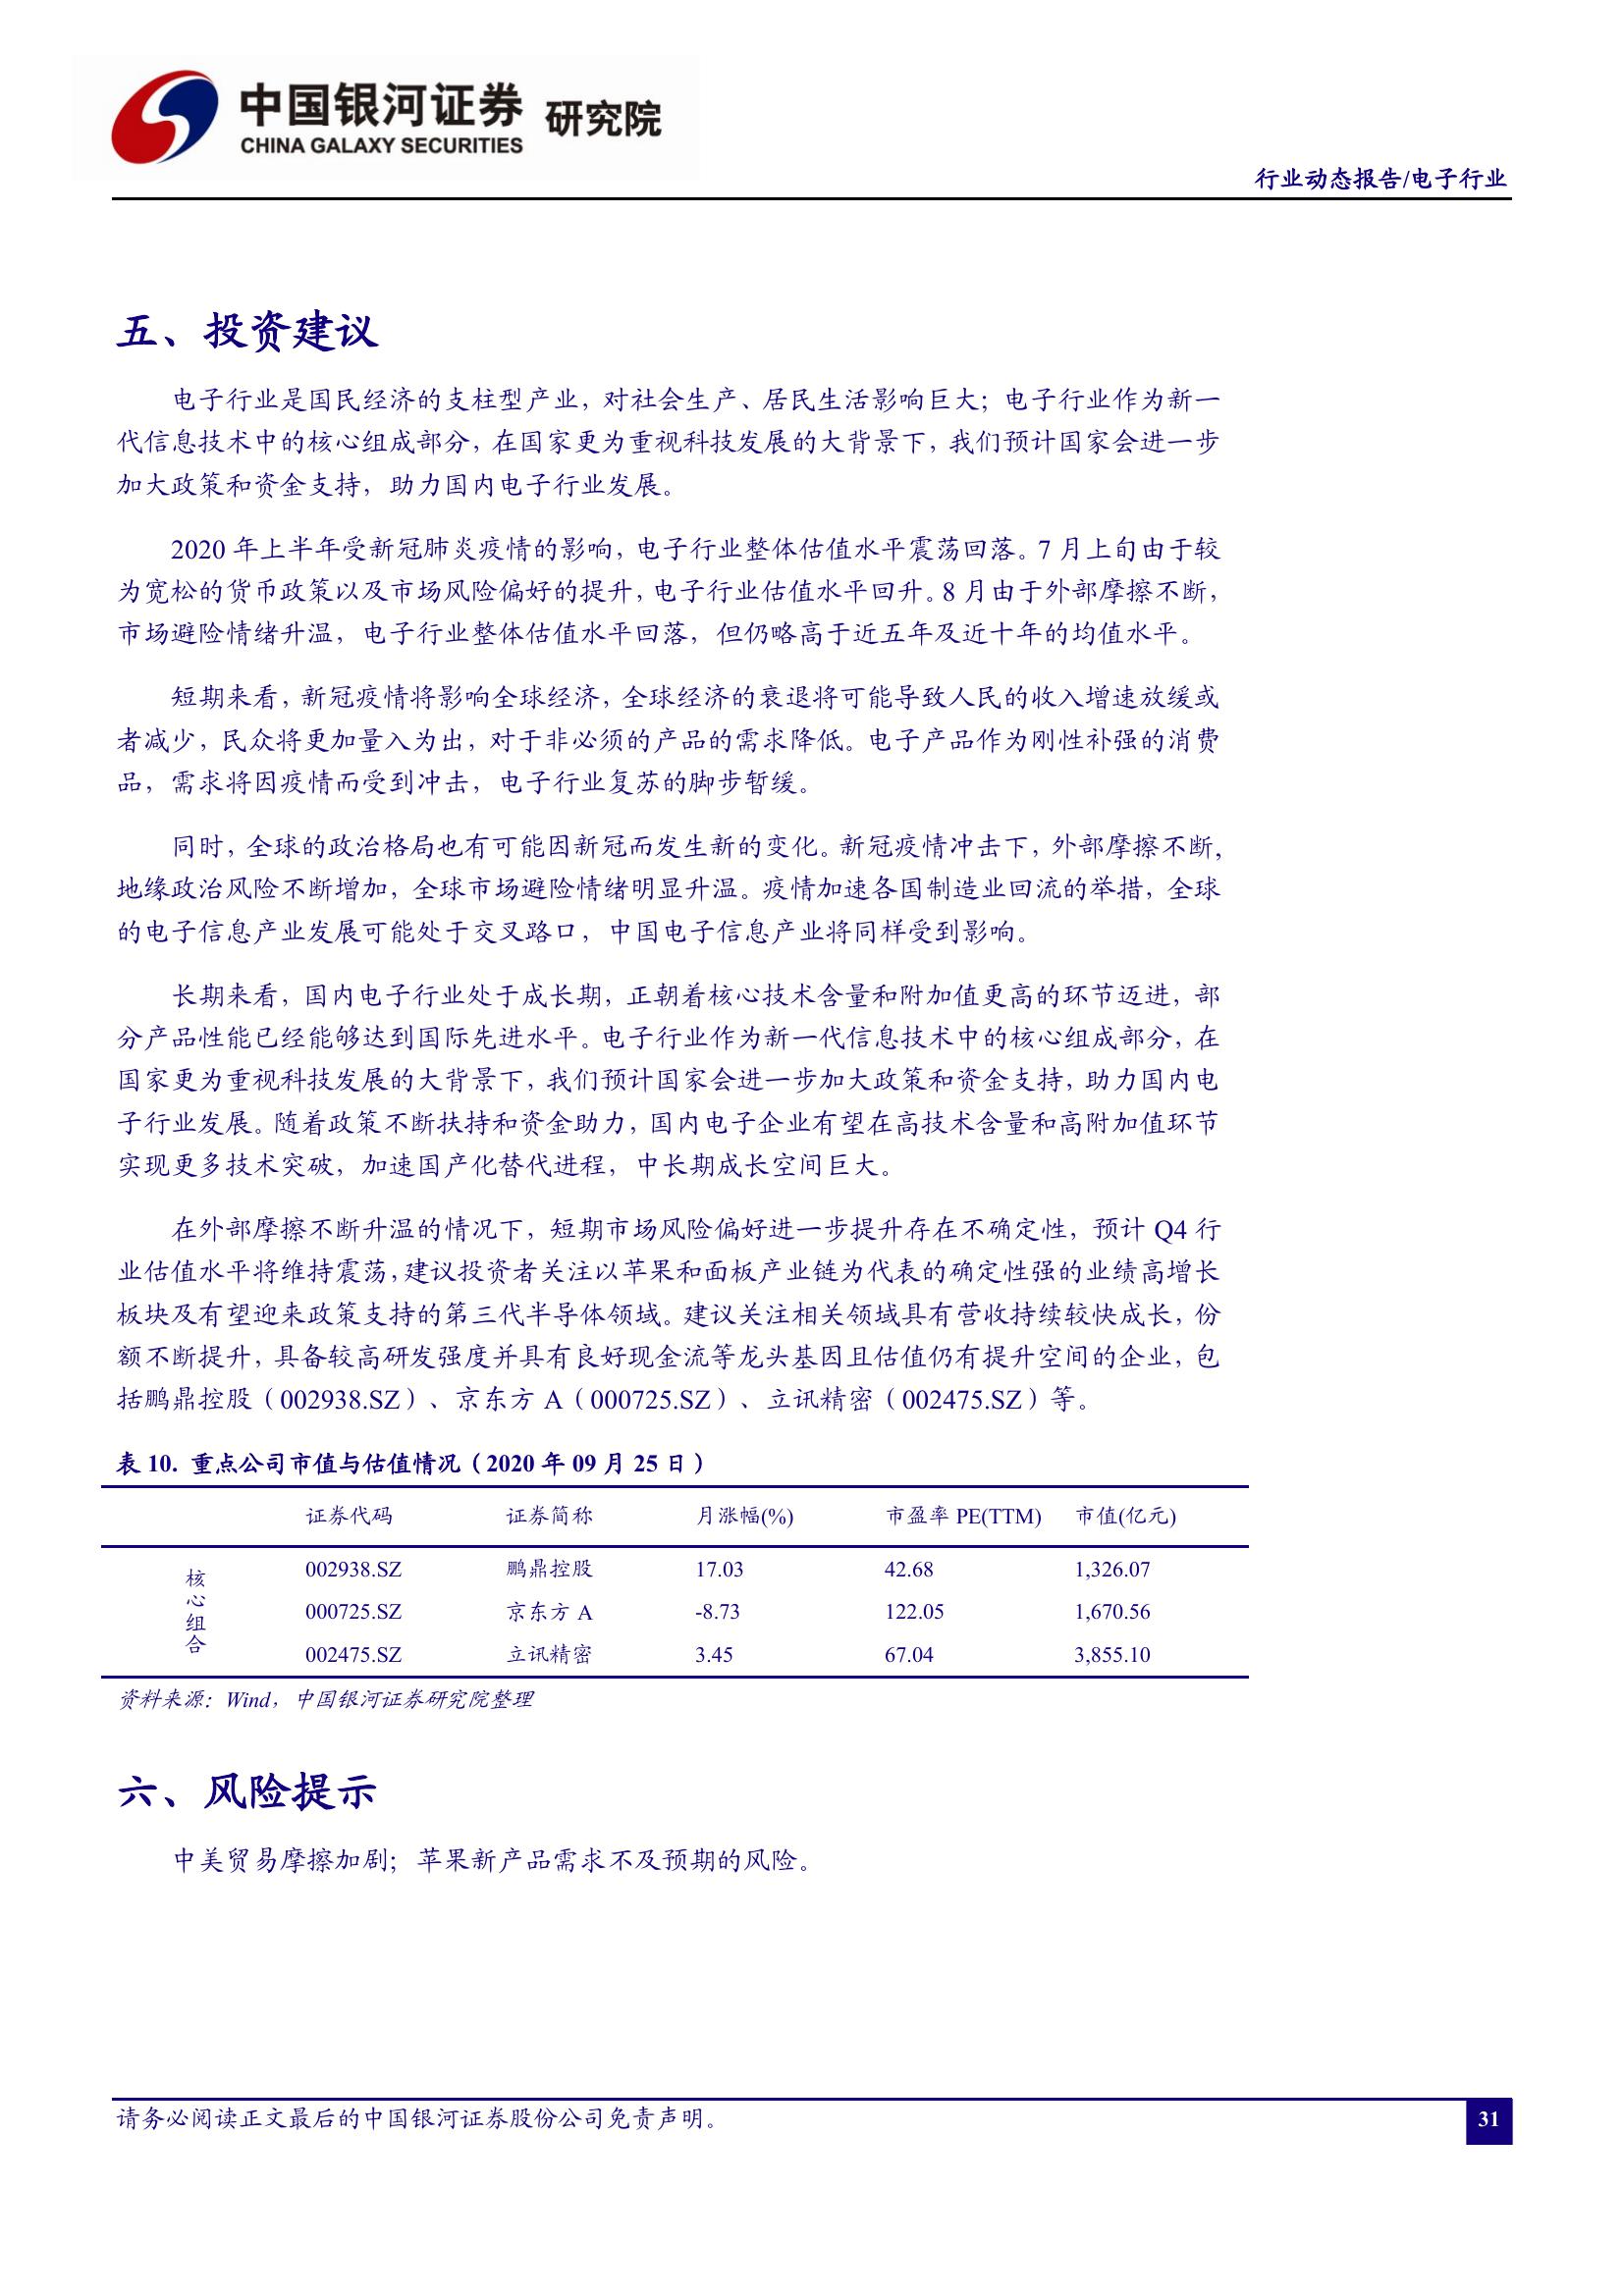 中国银河证券 研究院
CHINA GALAXY SECURITIES
行业动态报告/电子行业
五、投资建议
电子行业是国民经济的支柱型产业，对社会生产、居民生活影响巨大；电子行业作为新一
代信息技术中的核心组成部分，在国家更为重视科技发展的大背景下，我们预计国家会进一步
加大政策和资金支持，助力国内电子行业发展。
2020 年上半年受新冠肺炎疫情的影响，电子行业整体估值水平震荡回落。7 月上旬由于较
为宽松的货币政策以及市场风险偏好的提升，电子行业估值水平回升。8 月由于外部摩擦不断，
市场避险情绪升温，电子行业整体估值水平回落，但仍略高于近五年及近十年的均值水平。
短期来看，新冠疫情将影响全球经济，全球经济的衰退将可能导致人民的收入增速放缓或
者减少，民众将更加量入为出，对于非必须的产品的需求降低。电子产品作为刚性补强的消费
品，需求将因疫情而受到冲击，电子行业复苏的脚步暂缓。
同时，全球的政治格局也有可能因新冠而发生新的变化。新冠疫情冲击下，外部摩擦不断，
地缘政治风险不断增加，全球市场避险情绪明显升温。疫情加速各国制造业回流的举措，全球
的电子信息产业发展可能处于交叉路口，中国电子信息产业将同样受到影响。
长期来看，国内电子行业处于成长期，正朝着核心技术含量和附加值更高的环节迈进，部
分产品性能已经能够达到国际先进水平。电子行业作为新一代信息技术中的核心组成部分，在
国家更为重视科技发展的大背景下，我们预计国家会进一步加大政策和资金支持，助力国内电
子行业发展。随着政策不断扶持和资金助力，国内电子企业有望在高技术含量和高附加值环节
实现更多技术突破，加速国产化替代进程，中长期成长空间巨大。
在外部摩擦不断升温的情况下，短期市场风险偏好进一步提升存在不确定性，预计 Q4 行
业估值水平将维持震荡，建议投资者关注以苹果和面板产业链为代表的确定性强的业绩高增长
板块及有望迎来政策支持的第三代半导体领域。建议关注相关领域具有营收持续较快成长，份
额不断提升，具备较高研发强度并具有良好现金流等龙头基因且估值仍有提升空间的企业，包
括鹏鼎控股（002938.SZ）、京东方 A（000725.SZ）、立讯精密（002475.SZ）等。
表 10. 重点公司市值与估值情况（2020 年 09 月 25 日）
证券代码 证券简称 月涨幅(%) 市盈率 PE(TTM) 市值(亿元)
核心组合
002938.SZ 鹏鼎控股 17.03 42.68 1,326.07
000725.SZ 京东方 A -8.73 122.05 1,670.56
002475.SZ 立讯精密 3.45 67.04 3,855.10
资料来源：Wind，中国银河证券研究院整理
六、风险提示
中美贸易摩擦加剧；苹果新产品需求不及预期的风险。
请务必阅读正文最后的中国银河证券股份公司免责声明。
31